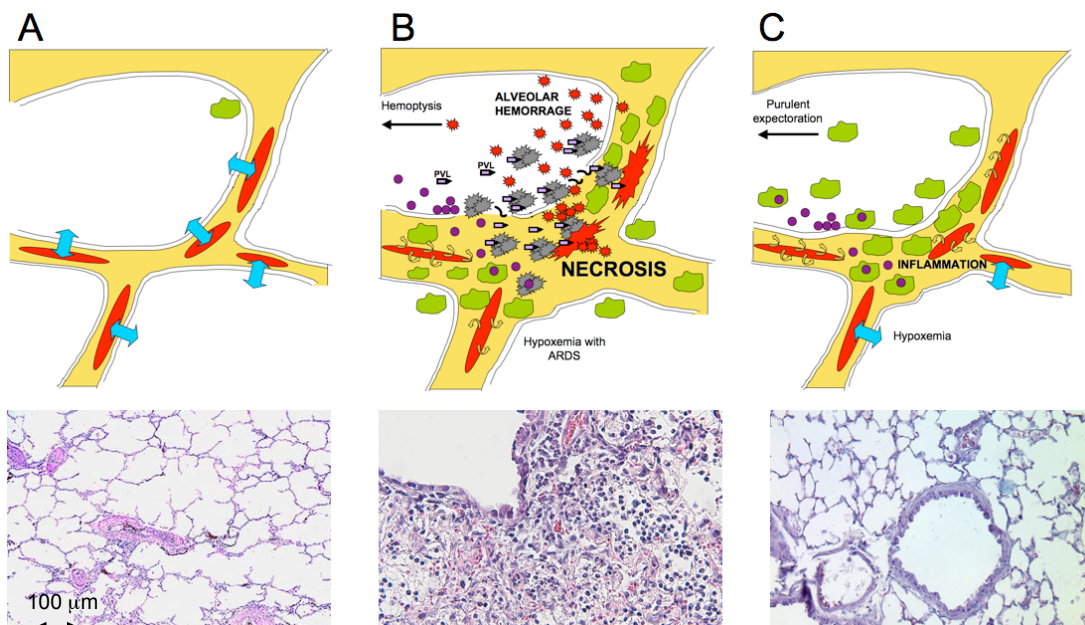 A
B
C
Hemoptysis
ALVEOLAR
HEMORRAGE
PVL
PVL
NECROSIS
Hypoxemia with
ARDS
Purulent
expectoration
INFLAMMATION
Hypoxemia
100 μm